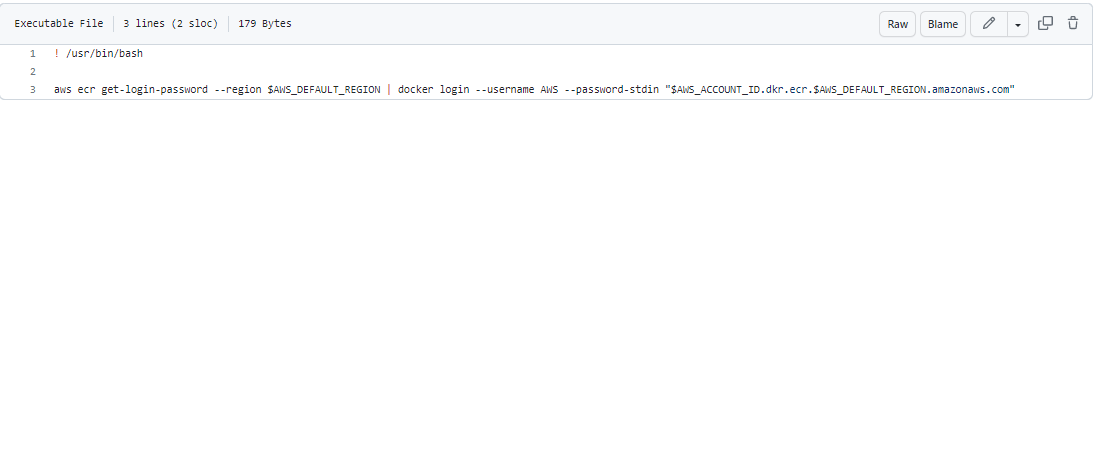 Executable File 3 lines (2 sloc) 179 Bytes Raw Blame
1 ! /usr/bin/bash
2
3 aws ecr get-login-password --region $AWS_DEFAULT_REGION | docker login --username AWS --password-stdin "$AWS_ACCOUNT_ID.dkr.ecr.$AWS_DEFAULT_REGION.amazonaws.com"